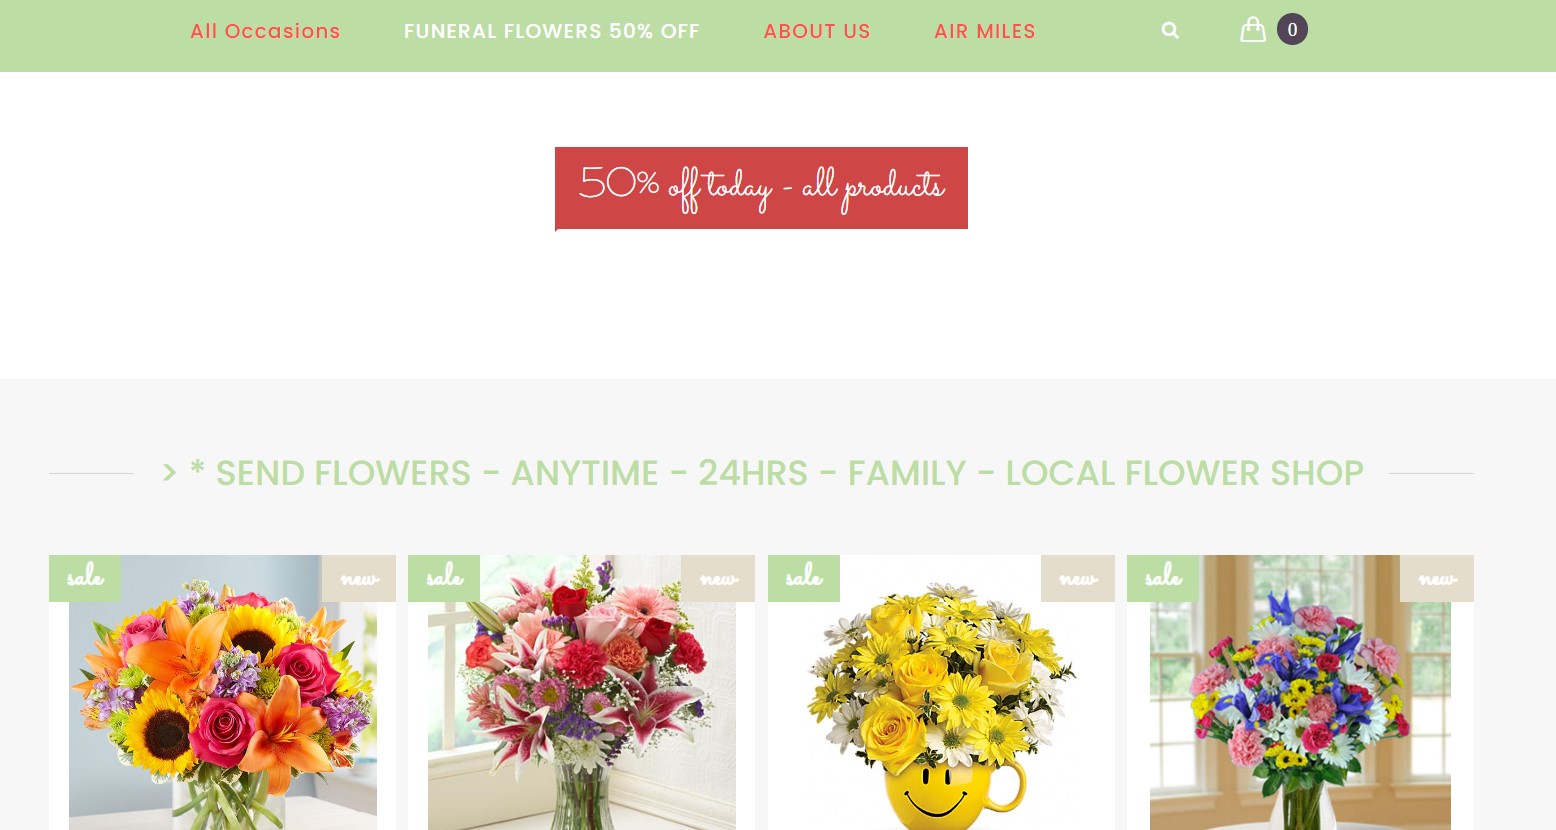 All Occasions FUNERAL FLOWERS 50% OFF ABOUT US AIR MILES 0
50% off today - all products
> * SEND FLOWERS - ANYTIME - 24HRS - FAMILY - LOCAL FLOWER SHOP
sale new sale new sale new sale new